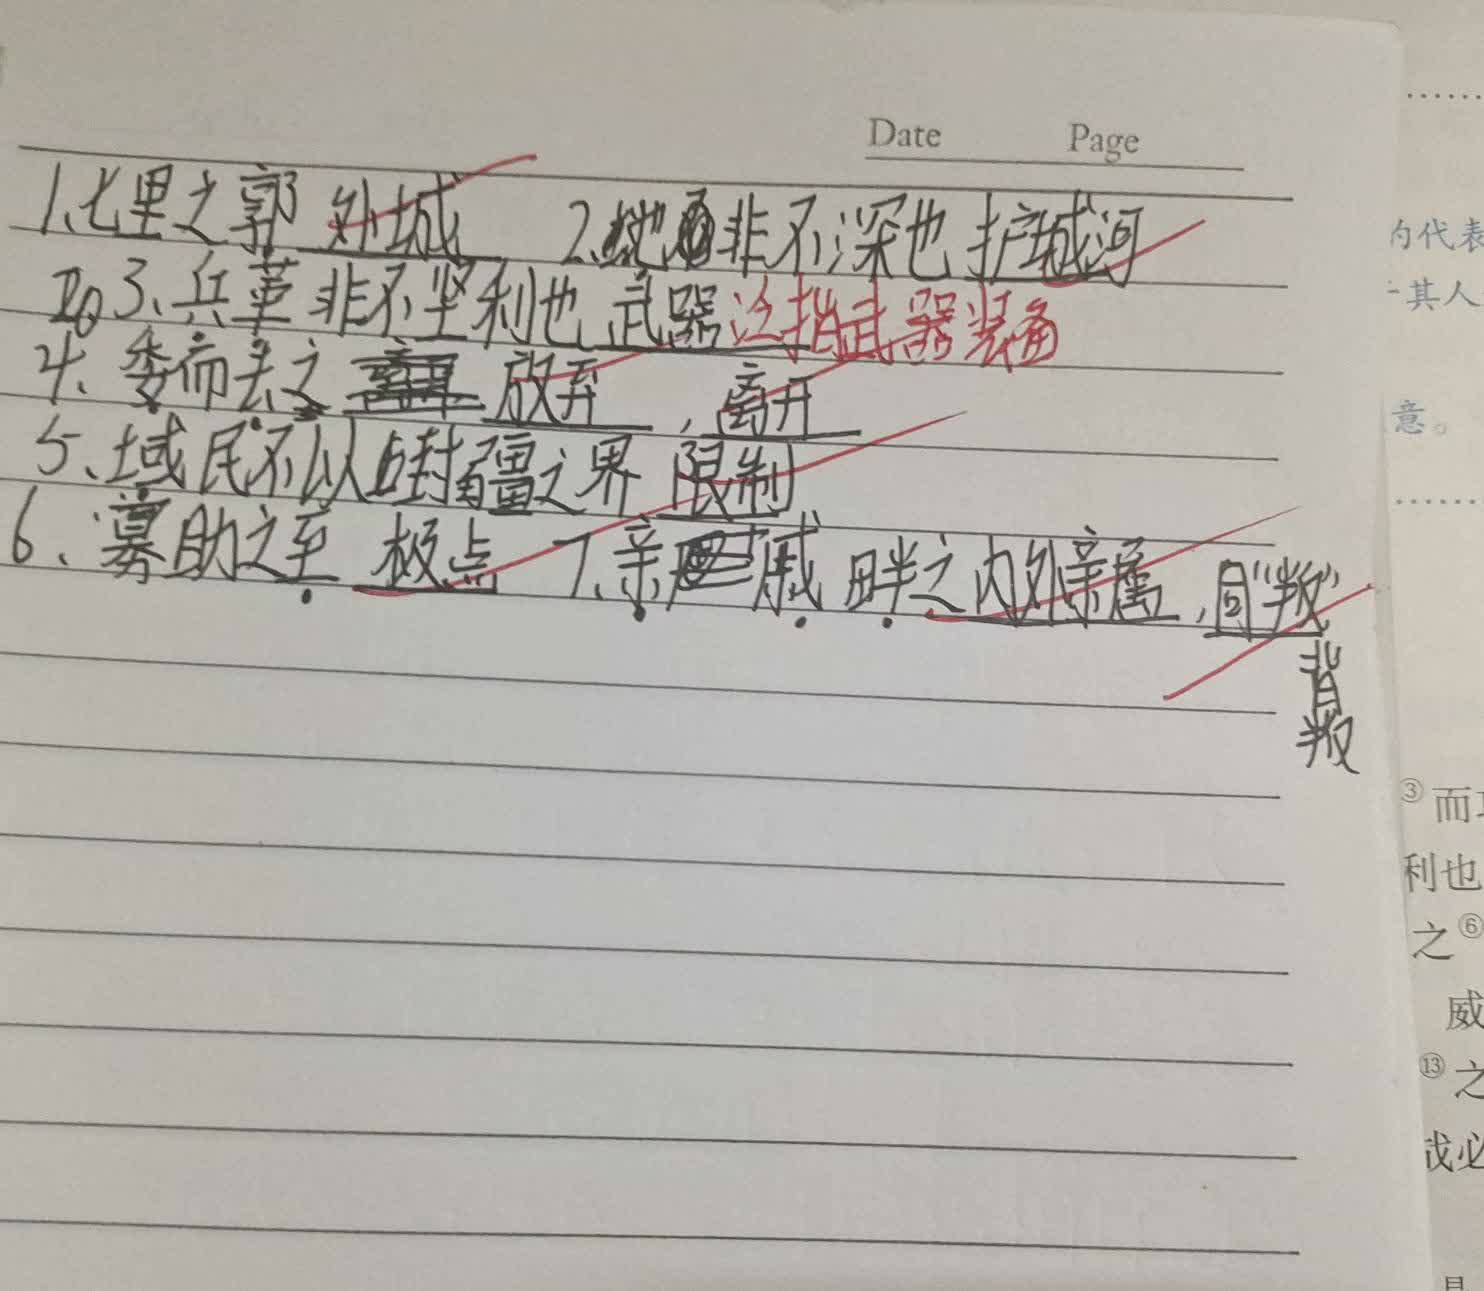 Date Page
1.七里之郭 外城 2.地非不深也 护城河
3、兵革非不坚利也 武器泛指武器装备
4、委而去之 放弃,离开
5、域民不以封疆之界 限制
6、寡助之至 极点 7、亲戚畔之 内外亲属,同“叛”
背叛
的代表
其人
意。
③而
利也
之⑥
威
⑬之
战必